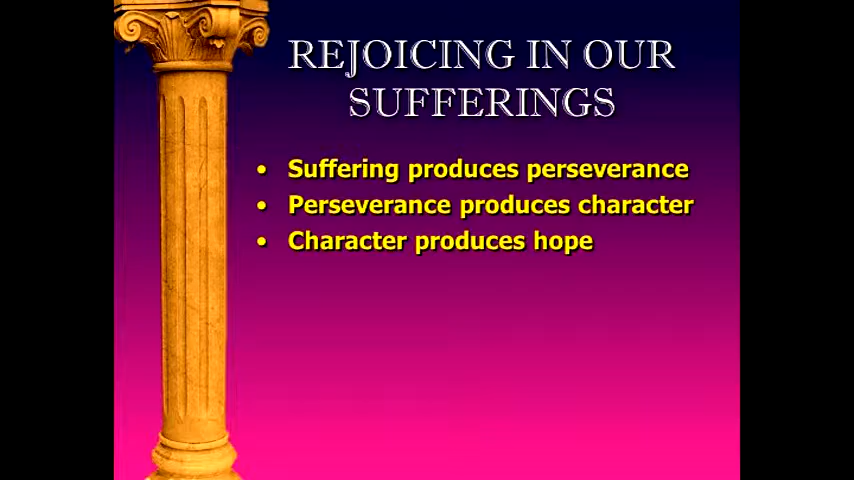 REJOICING IN OUR
SUFFERINGS
• Suffering produces perseverance
• Perseverance produces character
• Character produces hope